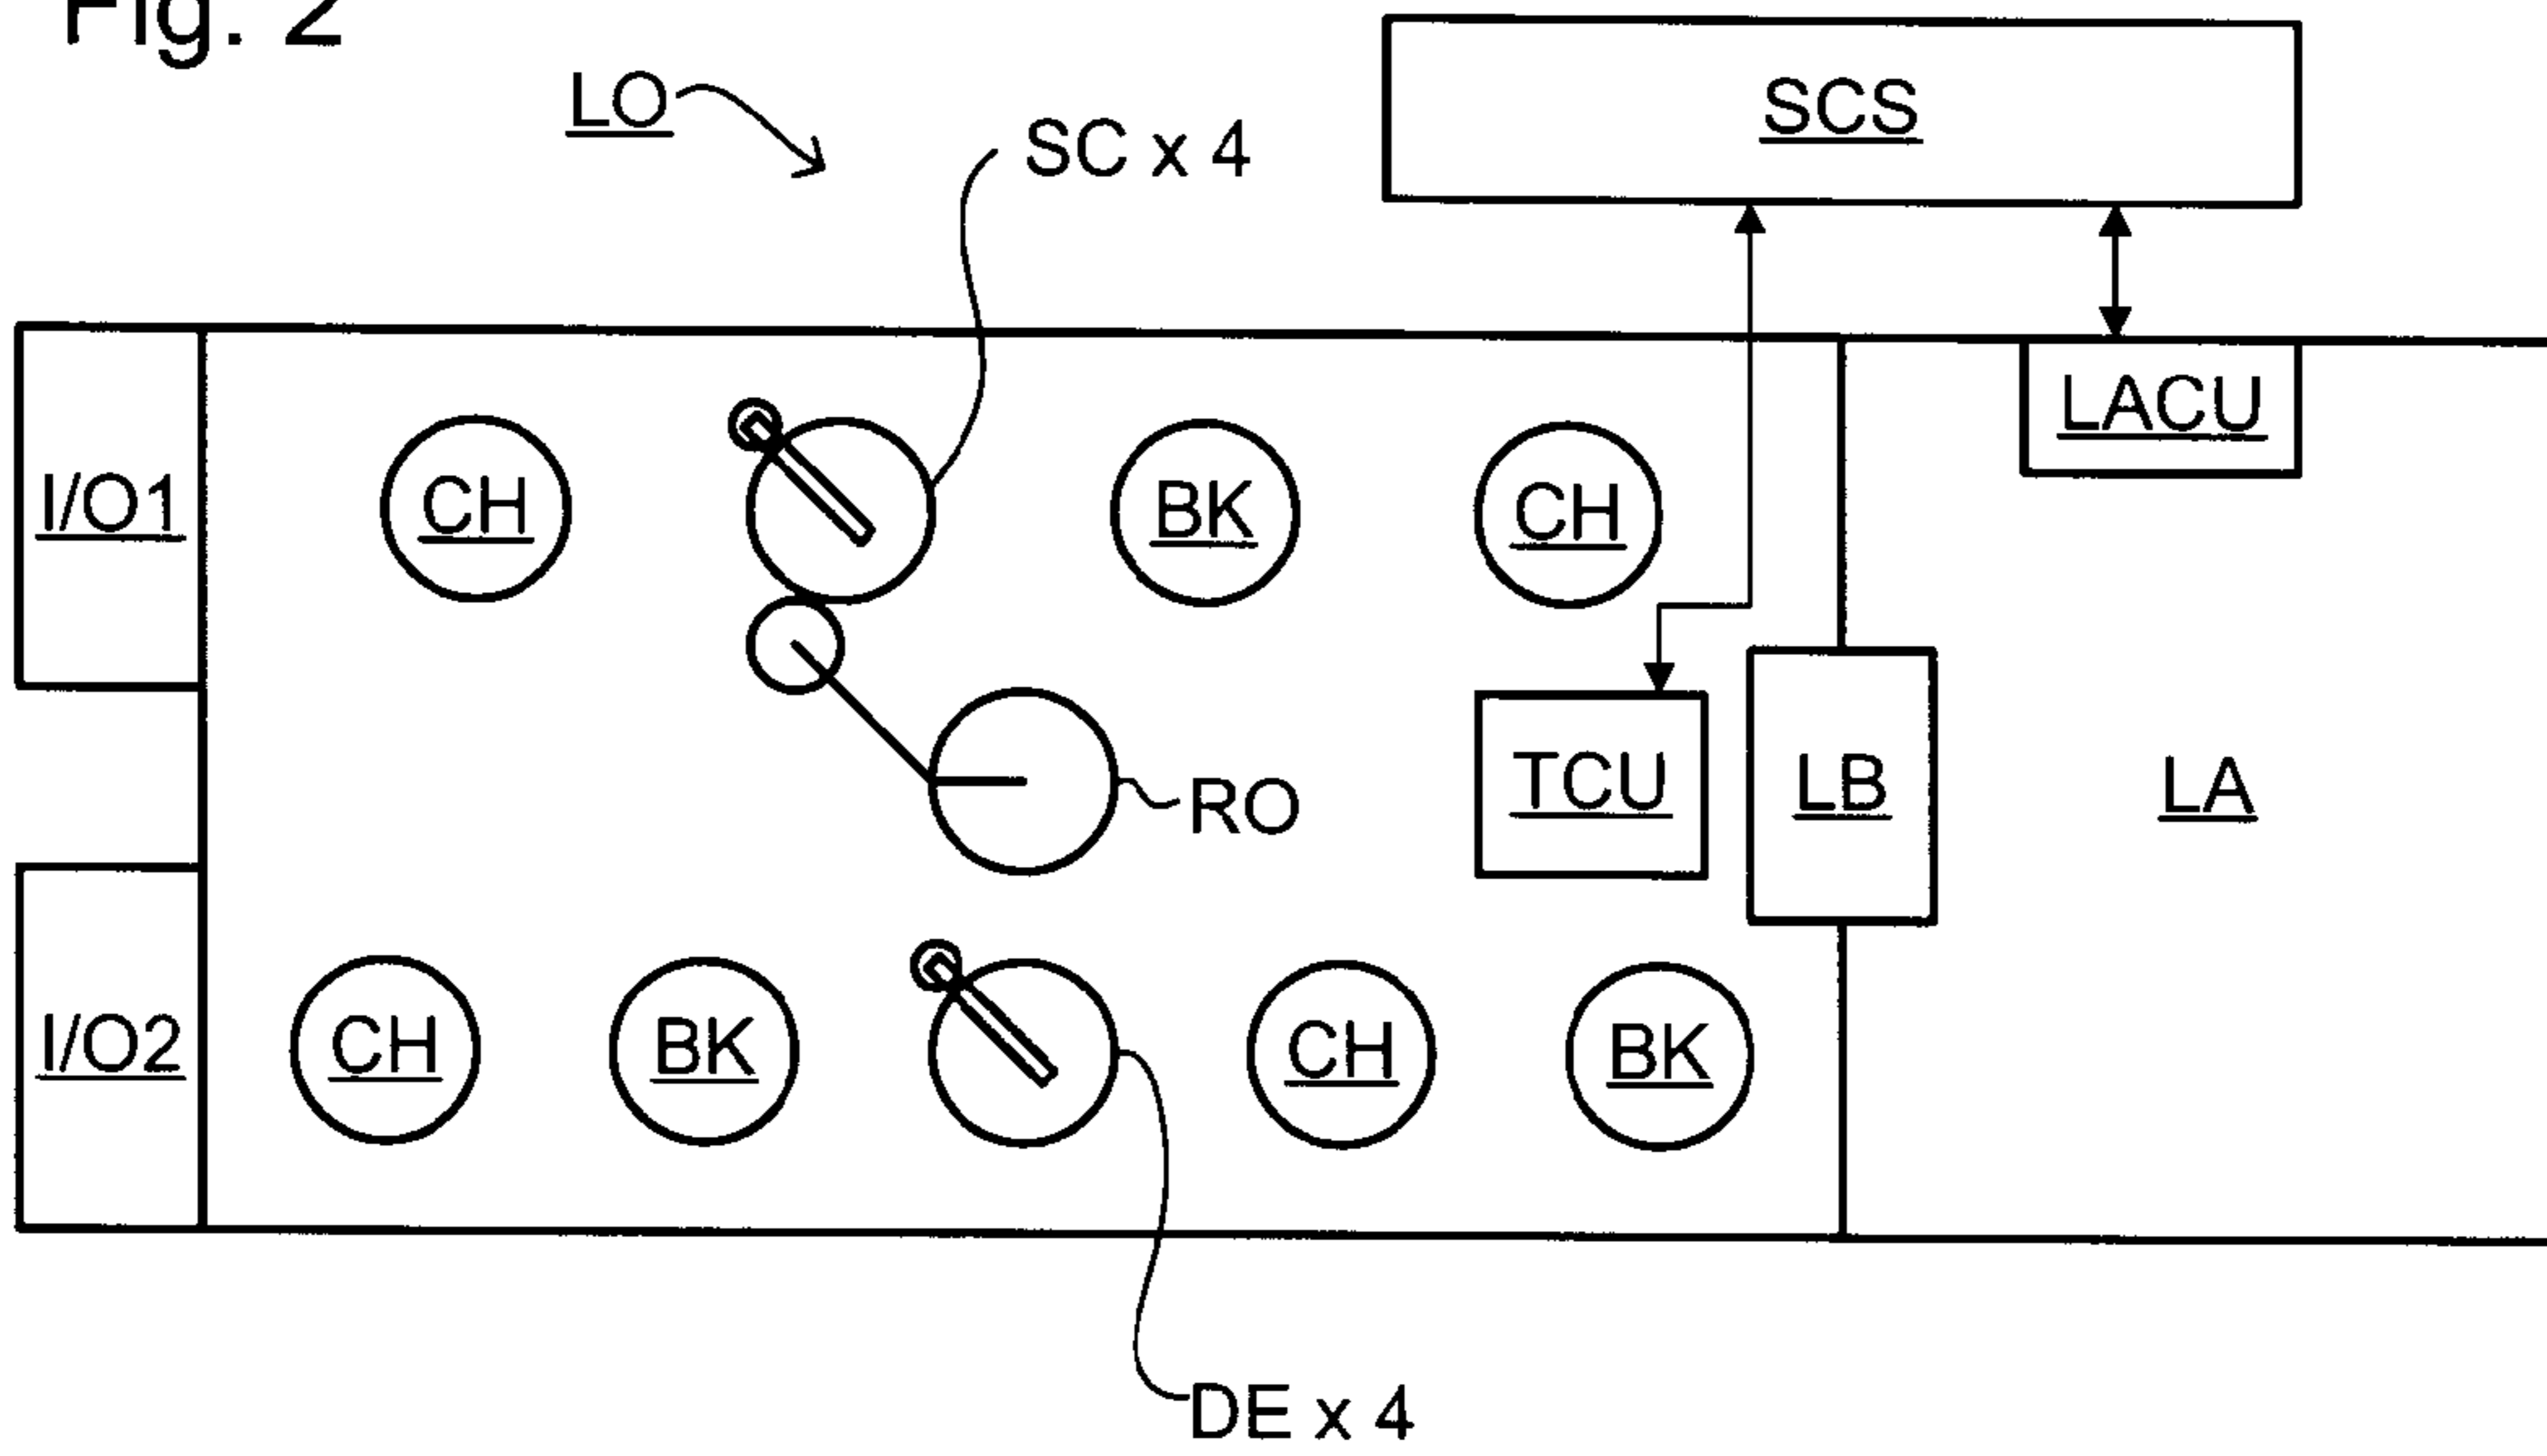 Fig. 2
LO
SC x 4
SCS
LACU
I/O1
CH
BK
CH
RO
TCU
LB
LA
I/O2
CH
BK
CH
BK
DE x 4